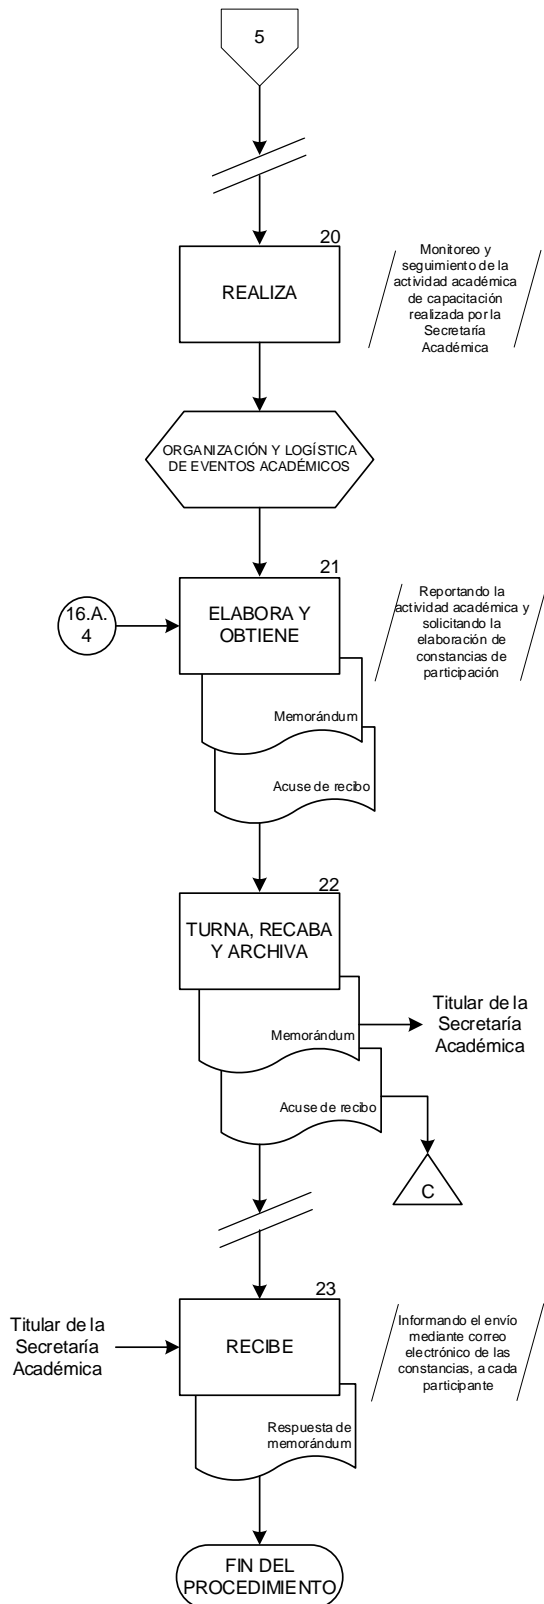 5
20
REALIZA
Monitoreo y
seguimiento de la
actividad académica
de capacitación
realizada por la
Secretaría
Académica
ORGANIZACIÓN Y LOGÍSTICA
DE EVENTOS ACADÉMICOS
21
16.A.
4
ELABORA Y
OBTIENE
Reportando la
actividad académica y
solicitando la
elaboración de
constancias de
participación
Memorándum
Acuse de recibo
22
TURNA, RECABA
Y ARCHIVA
Memorándum
Titular de la
Secretaría
Académica
Acuse de recibo
C
23
Titular de la
Secretaría
Académica
RECIBE
Informando el envío
mediante correo
electrónico de las
constancias, a cada
participante
Respuesta de
memorándum
FIN DEL
PROCEDIMIENTO